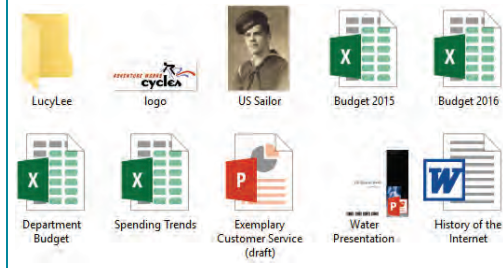 ADVENTURE WORKS
cycles
LucyLee
logo
US Sailor
Budget 2015
Budget 2016
X
X
X
X
P
P
W
Department
Budget
Spending Trends
Exemplary
Customer Service
(draft)
Water
Presentation
History of the
Internet